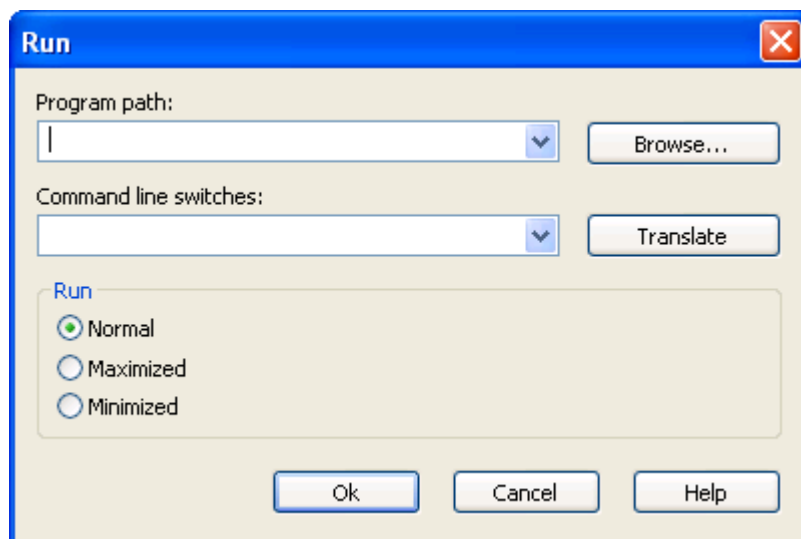 Run
Program path:
Browse...
Command line switches:
Translate
Run
Normal
Maximized
Minimized
Ok Cancel Help